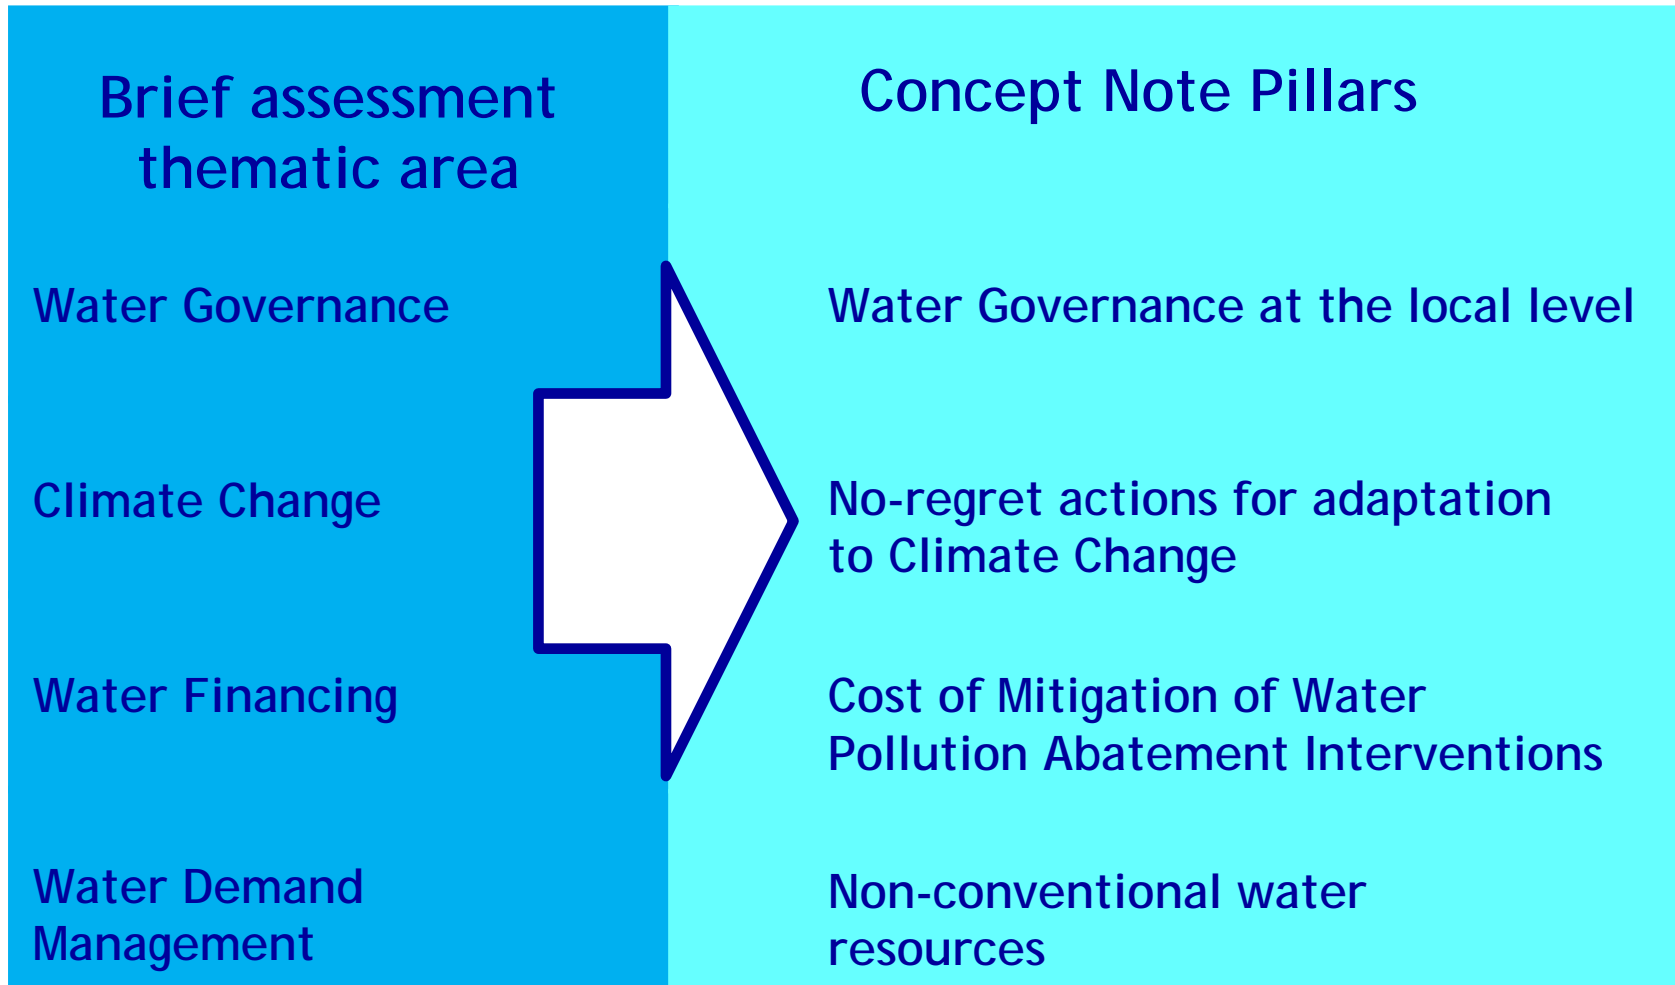 Brief assessment
thematic area
Water Governance
Climate Change
Water Financing
Water Demand
Management
Concept Note Pillars
Water Governance at the local level
No-regret actions for adaptation
to Climate Change
Cost of Mitigation of Water
Pollution Abatement Interventions
Non-conventional water
resources